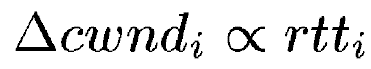 Δcwnd_i ∝ rtt_i